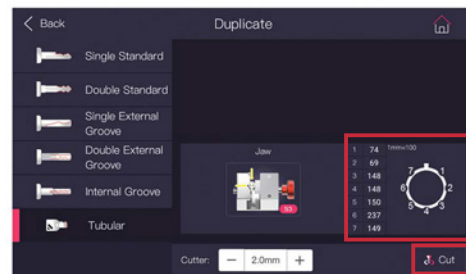 Back
Duplicate
Single Standard
Double Standard
Single External
Groove
Double External
Groove
Internal Groove
Tubular
Jaw
S3
1 74
2 69
3 148
4 148
5 150
6 237
7 149
1mm=100
7 1
6 2
5 4 3
Cutter: − 2.0mm +
Cut